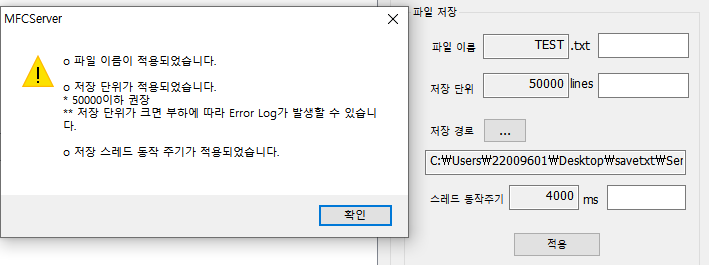 MFCServer
o 파일 이름이 적용되었습니다.
o 저장 단위가 적용되었습니다.
* 50000이하 권장
** 저장 단위가 크면 부하에 따라 Error Log가 발생할 수 있습니
다.
o 저장 스레드 동작 주기가 적용되었습니다.
확인
파일 저장
파일 이름 TEST .txt
저장 단위 50000 lines
저장 경로 ...
C:₩Users₩22009601₩Desktop₩savetxt₩Ser
스레드 동작주기 4000 ms
적용